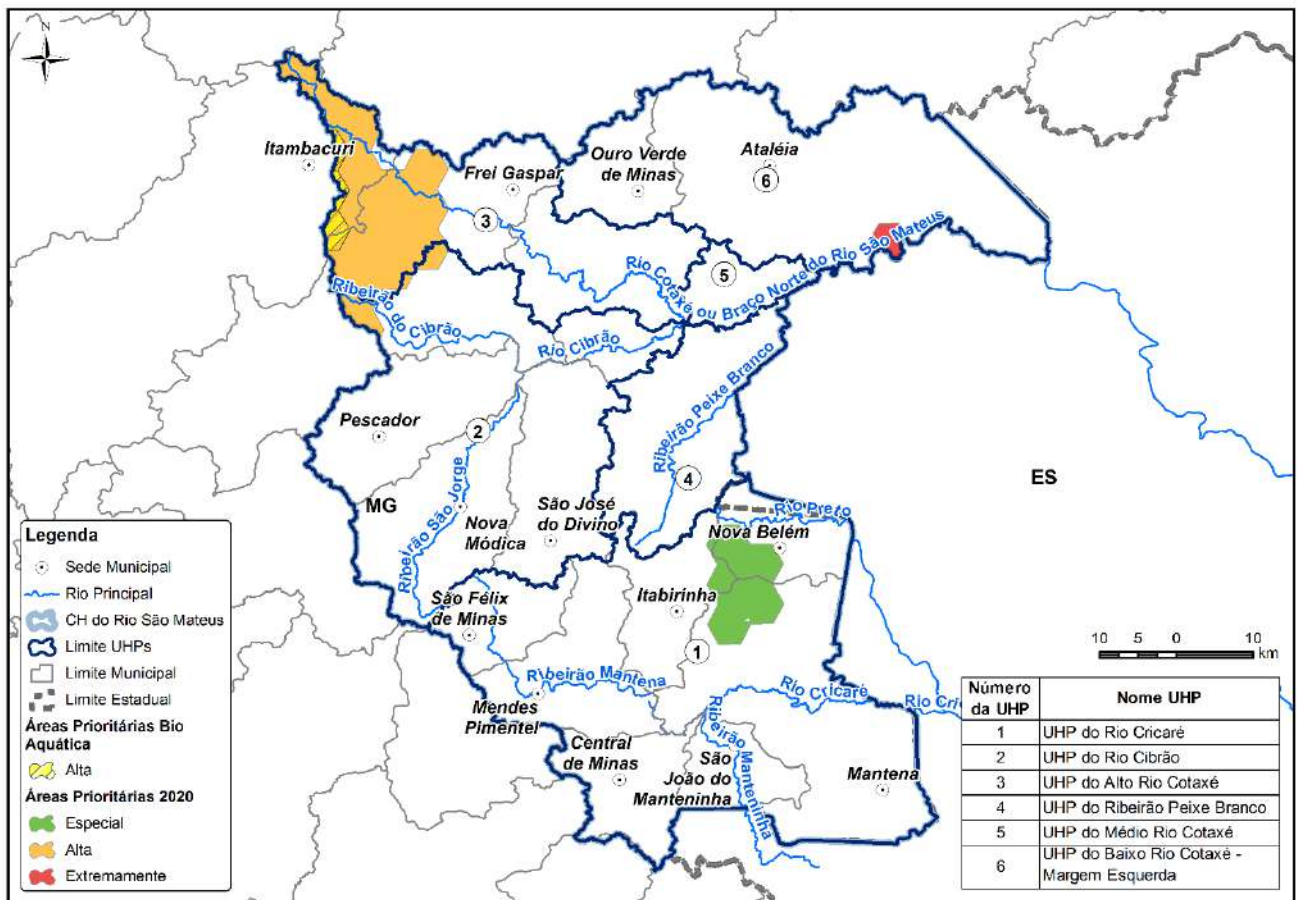 N
Itambacuri
Frei Gaspar
Ouro Verde
de Minas
Ataléia
6
3
5
Rio Cotaxé ou Braço Norte do Rio São Mateus
Ribeirão do Cibrão
Rio Cibrão
Ribeirão Peixe Branco
Pescador
2
MG
Ribeirão São Jorge
Nova
Módica
São José
do Divino
4
ES
Rio Preto
Nova Belém
São Félix
de Minas
Itabirinha
1
Ribeirão Mantena
Rio Cricaré
Rio Cri
Mendes
Pimentel
Central
de Minas
São
João do
Manteninha
Ribeirão Manteninha
Mantena
10 5 0 10
km
Legenda
Sede Municipal
Rio Principal
CH do Rio São Mateus
Limite UHPs
Limite Municipal
Limite Estadual
Áreas Prioritárias Bio
Aquática
Alta
Áreas Prioritárias 2020
Especial
Alta
Extremamente
Número
da UHP
Nome UHP
1 UHP do Rio Cricaré
2 UHP do Rio Cibrão
3 UHP do Alto Rio Cotaxé
4 UHP do Ribeirão Peixe Branco
5 UHP do Médio Rio Cotaxé
6 UHP do Baixo Rio Cotaxé -
Margem Esquerda